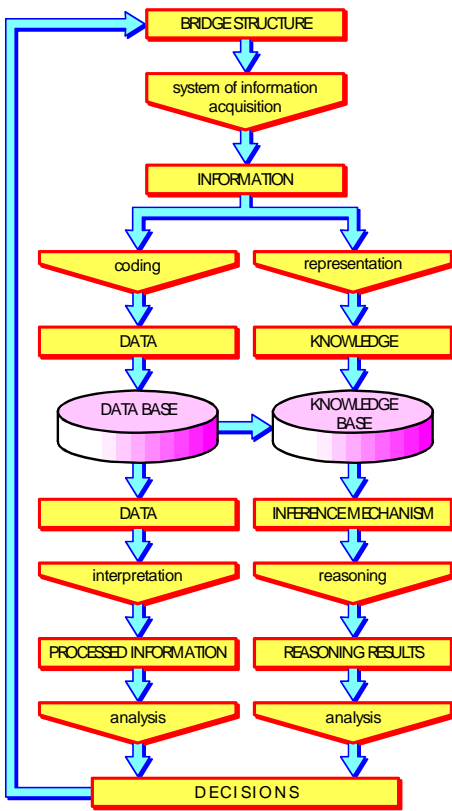 BRIDGE STRUCTURE
system of information
acquisition
INFORMATION
coding
representation
DATA
KNOWLEDGE
DATA BASE
KNOWLEDGE
BASE
DATA
INFERENCE MECHANISM
interpretation
reasoning
PROCESSED INFORMATION
REASONING RESULTS
analysis
analysis
DECISIONS